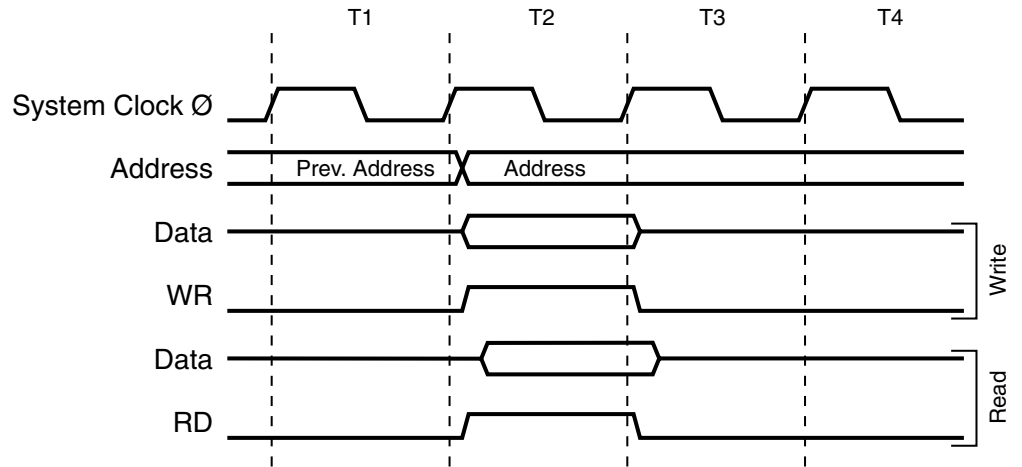 T1 T2 T3 T4
System Clock Ø
Address Prev. Address Address
Data
WR
Write
Data
RD
Read